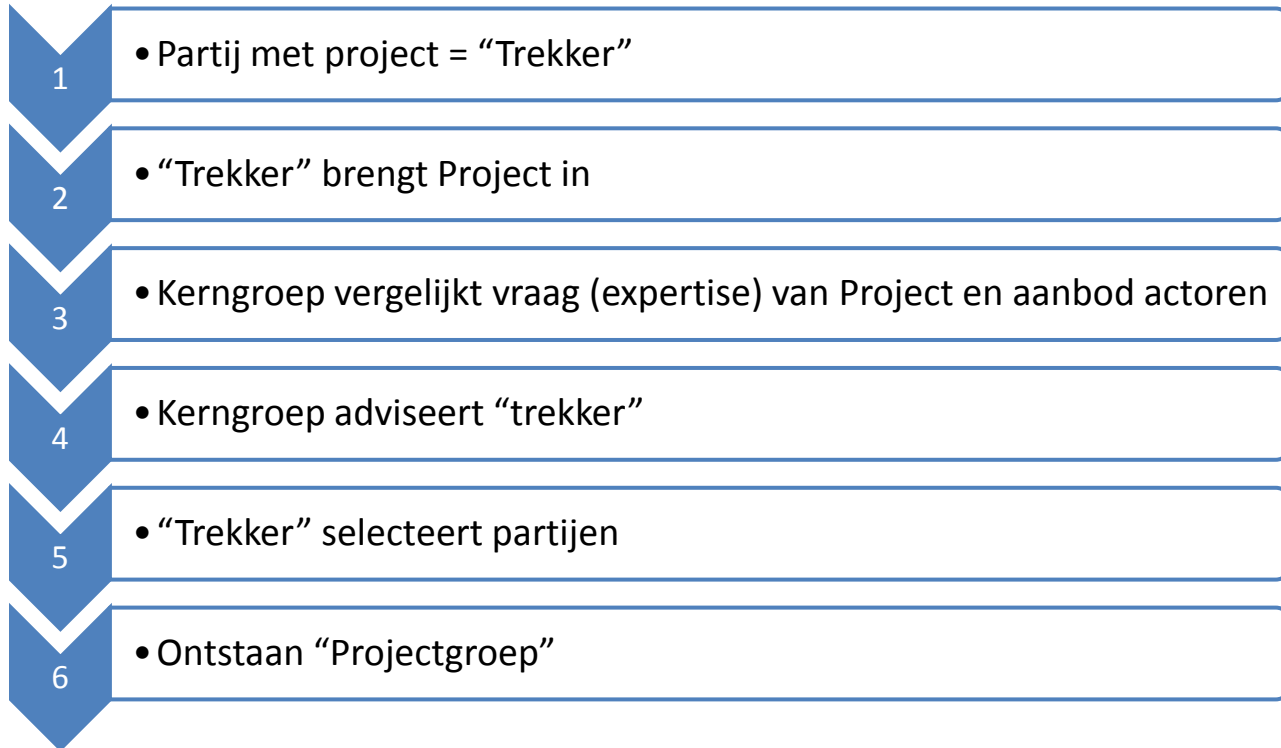 1
• Partij met project = “Trekker”
2
• “Trekker” brengt Project in
3
• Kerngroep vergelijkt vraag (expertise) van Project en aanbod actoren
4
• Kerngroep adviseert “trekker”
5
• “Trekker” selecteert partijen
6
• Ontstaan “Projectgroep”